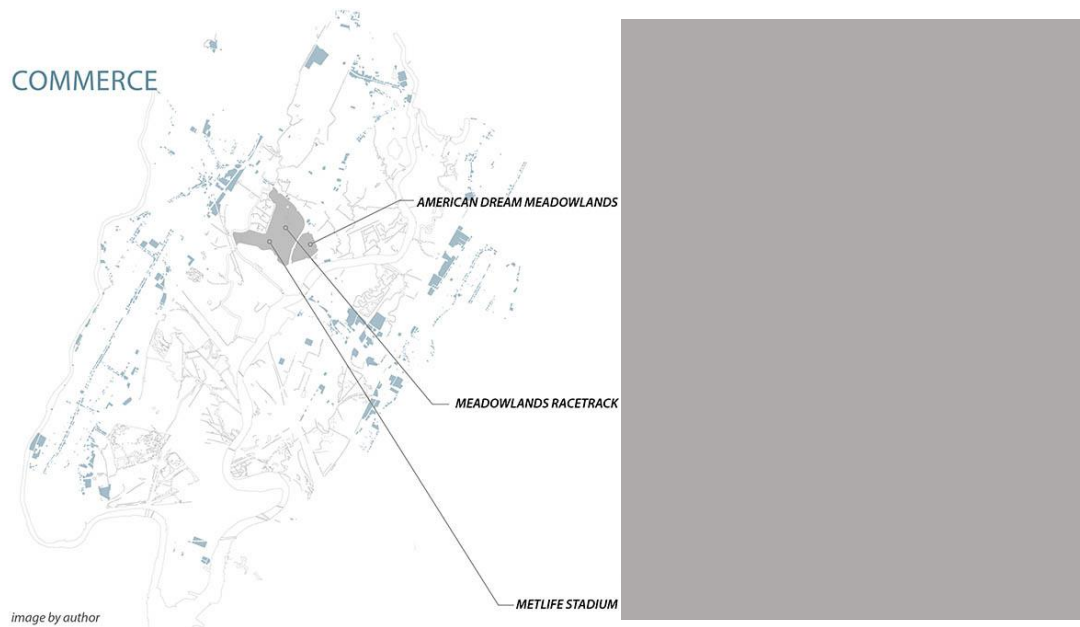 COMMERCE
AMERICAN DREAM MEADOWLANDS
MEADOWLANDS RACETRACK
METLIFE STADIUM
image by author